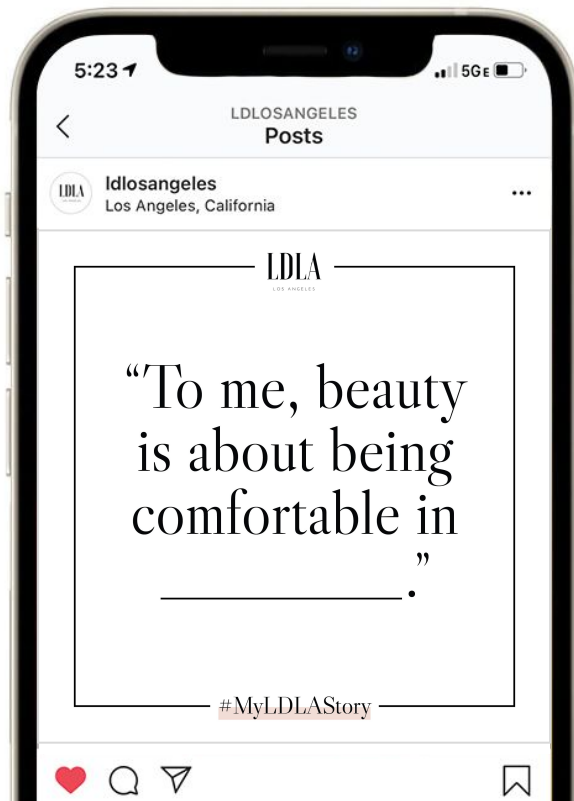 5:23
5GE
LDLOSANGELES
Posts
LDLA
ldlosangeles
Los Angeles, California
LDLA
LOS ANGELES
“To me, beauty
is about being
comfortable in
____________.”
#MyLDLAStory